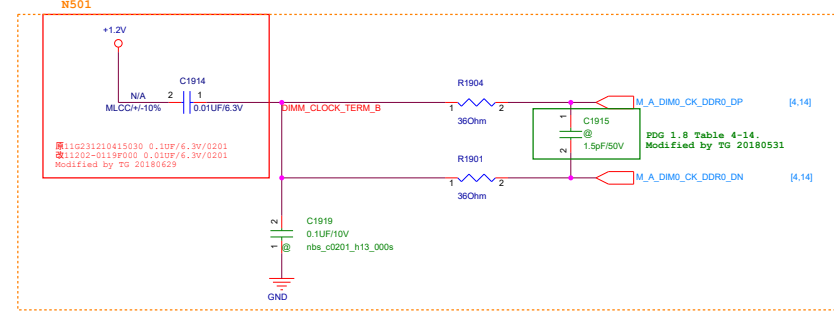 N501
+1.2V
C1914
N/A
2
1
MLCC/+/-10%
0.01UF/6.3V
DIMM_CLOCK_TERM_B
原11G231210415030 0.1UF/6.3V/0201
改11202-0119F000 0.01UF/6.3V/0201
Modified by TG 20180629
R1904
1
2
36Ohm
M_A_DIM0_CK_DDR0_DP
[4,14]
1
C1915
@
1.5pF/50V
2
PDG 1.8 Table 4-14.
Modified by TG 20180531
R1901
1
2
36Ohm
M_A_DIM0_CK_DDR0_DN
[4,14]
2
C1919
0.1UF/10V
1
@
nbs_c0201_h13_000s
GND